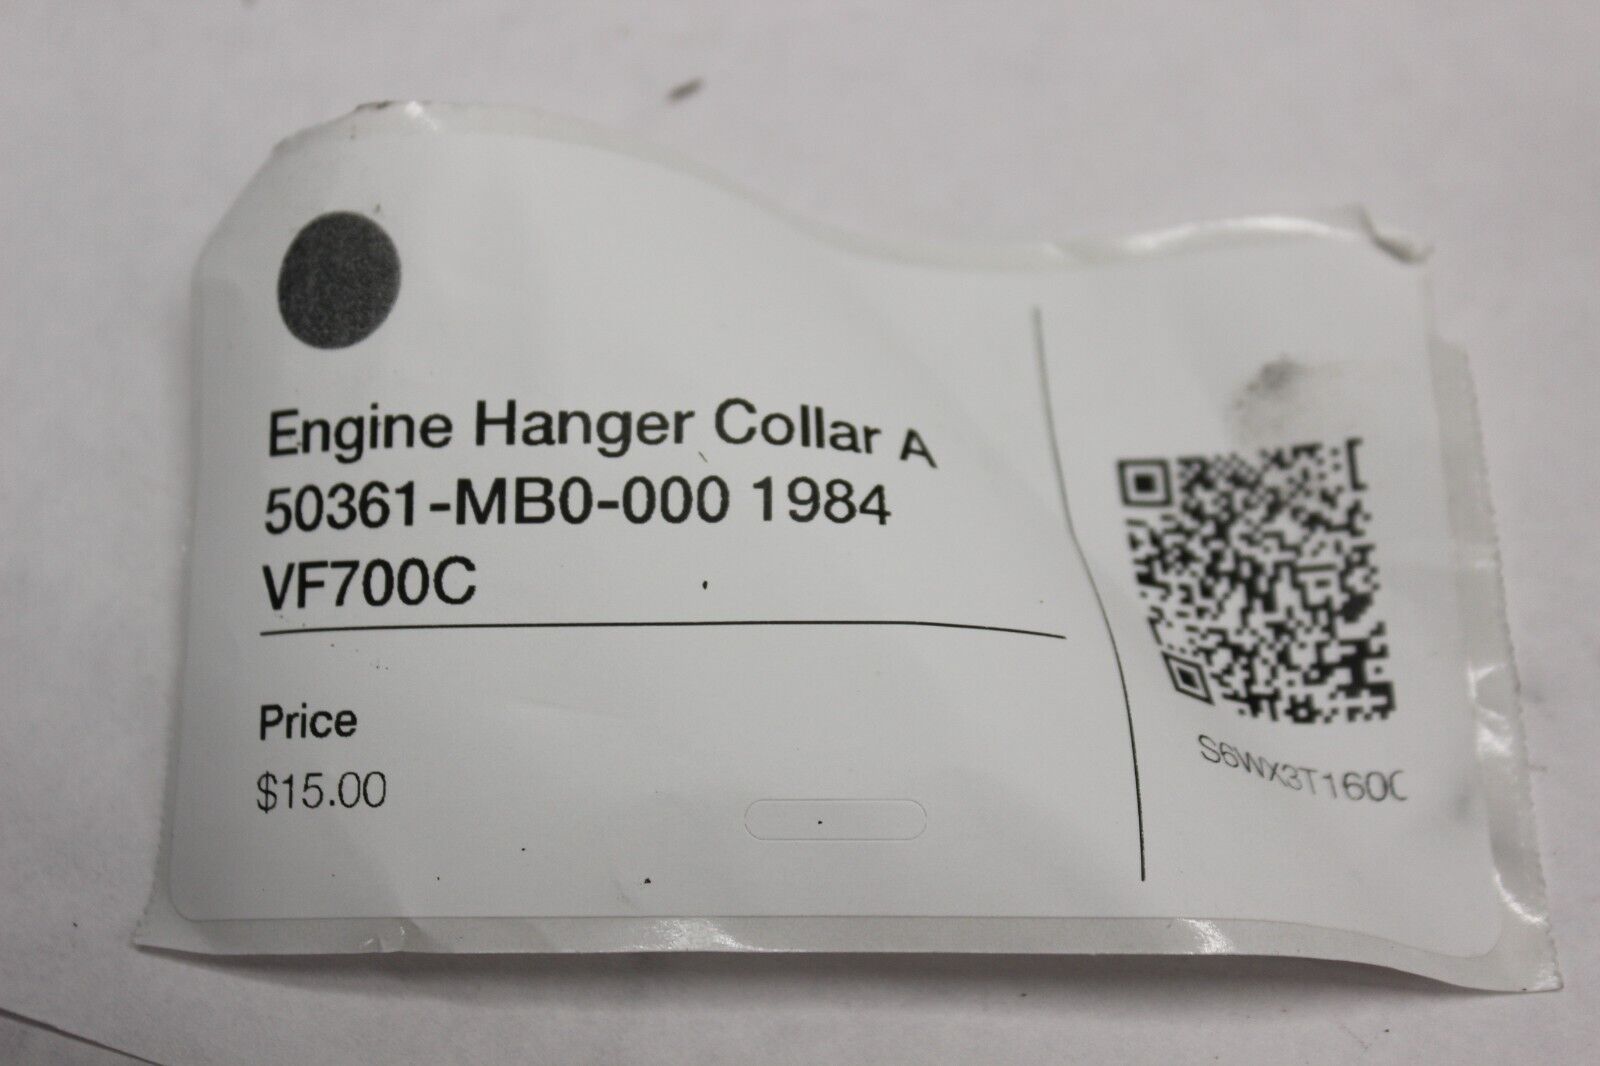 Engine Hanger Collar A
50361-MB0-000 1984
VF700C
Price
$15.00
S6WX3T160C